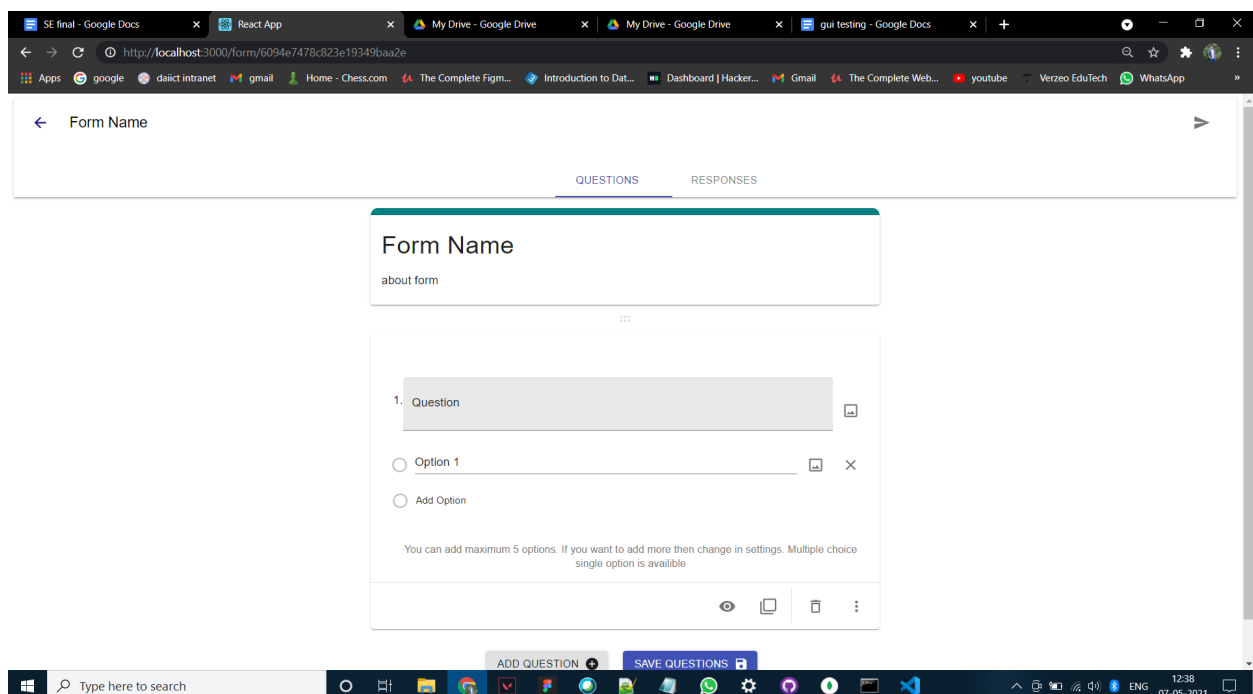 SE final - Google Docs
React App
My Drive - Google Drive
My Drive - Google Drive
gui testing - Google Docs
http://localhost:3000/form/6094e7478c823e19349baa2e
Apps google daiict intranet gmail Home - Chess.com The Complete Figm... Introduction to Dat... Dashboard | Hacker... Gmail The Complete Web... youtube Verzeo EduTech WhatsApp »
Form Name
QUESTIONS RESPONSES
Form Name
about form
1. Question
Option 1
Add Option
You can add maximum 5 options. If you want to add more then change in settings. Multiple choice
single option is availible
ADD QUESTION SAVE QUESTIONS
Type here to search
ENG
12:38
07-05-2021